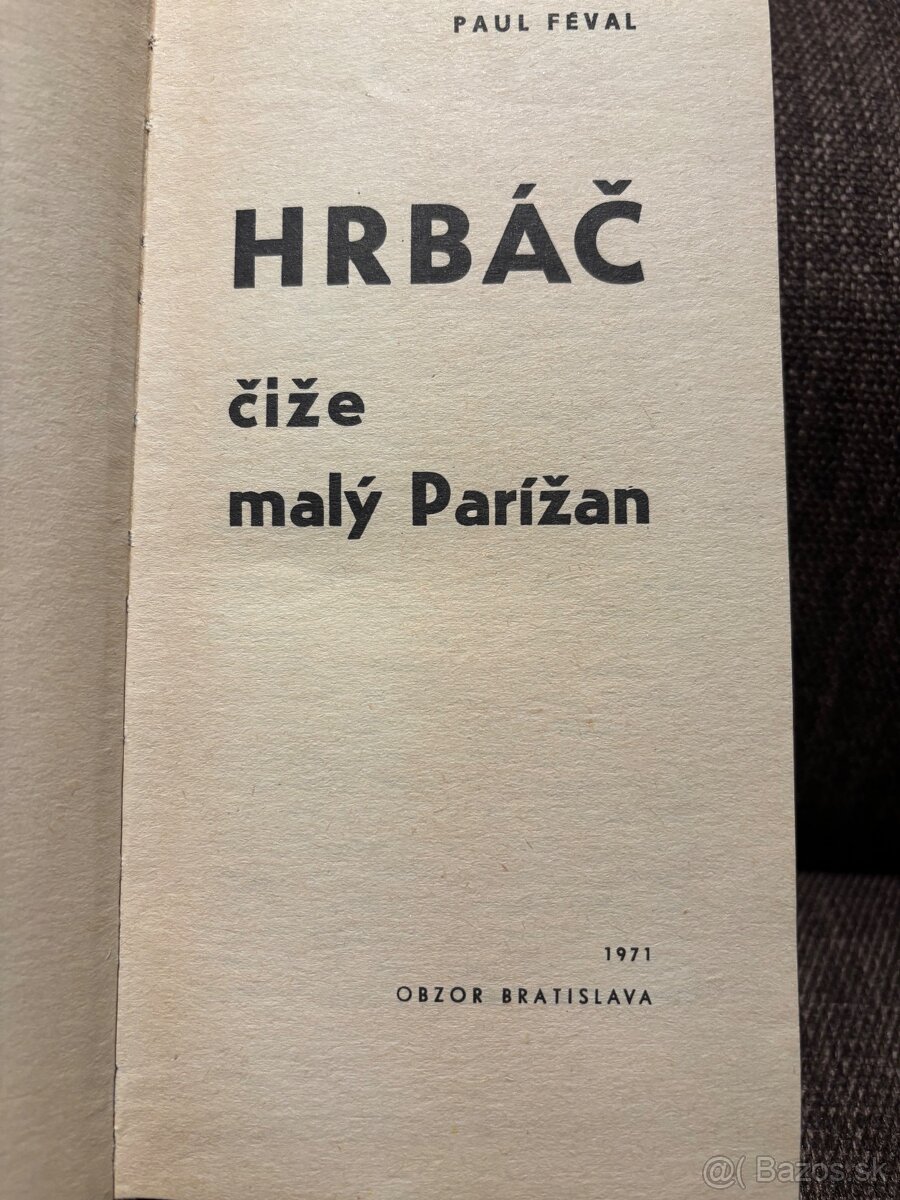 PAUL FÉVAL
HRBÁČ
čiže
malý Parížan
1971
OBZOR BRATISLAVA
@( Bazos.sk